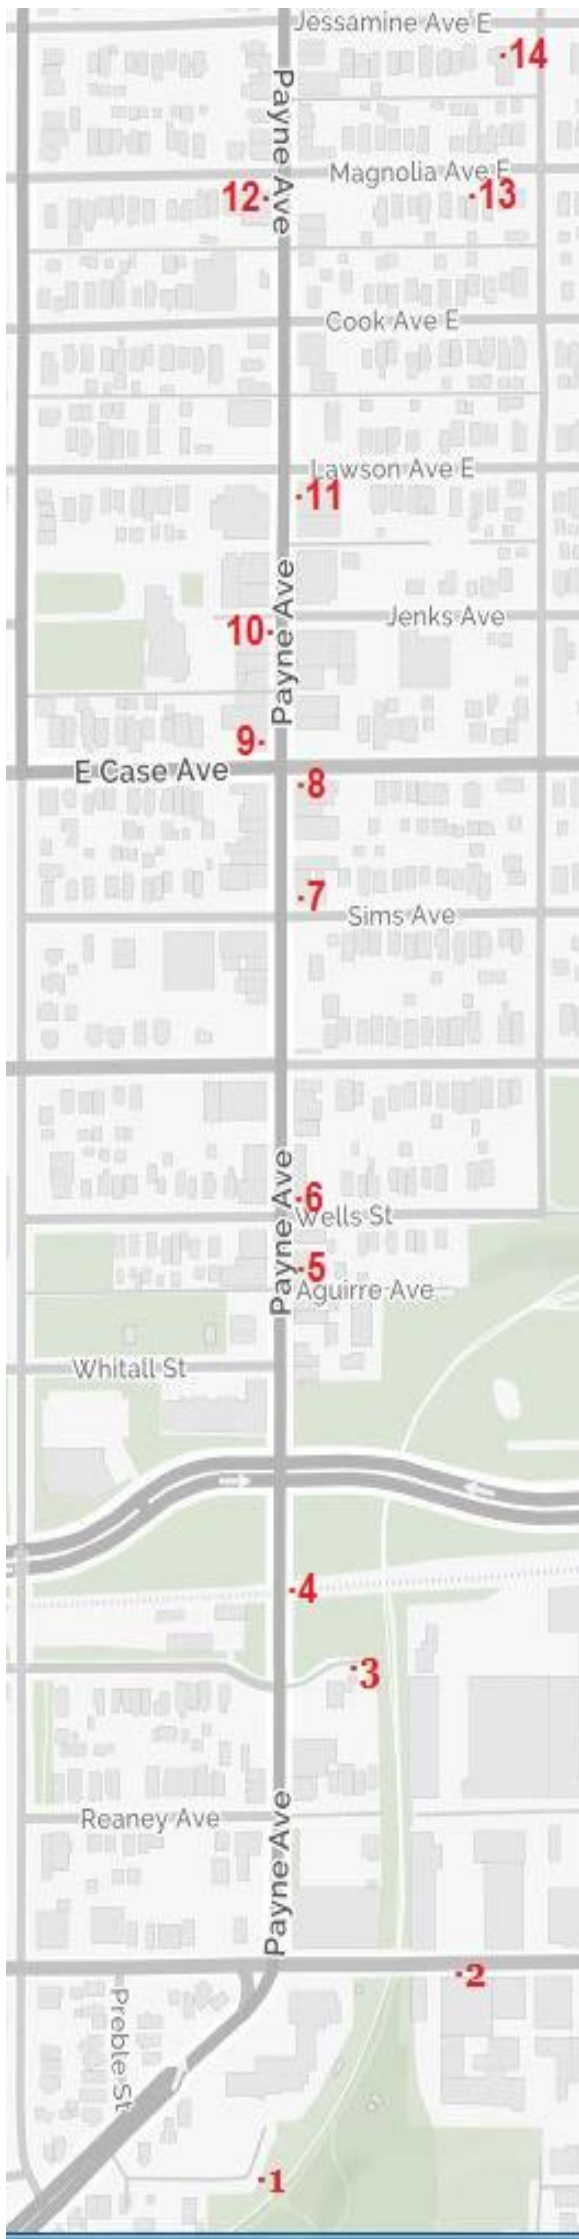 Jessamine Ave E
14
Payne Ave
Magnolia Ave E
12
13
Cook Ave E
Lawson Ave E
11
Payne Ave
Jenks Ave
10
9
E Case Ave
8
7
Sims Ave
Payne Ave
6
Wells St
5
Aguirre Ave
Whitall St
4
3
Payne Ave
Reaney Ave
2
Preble St
1